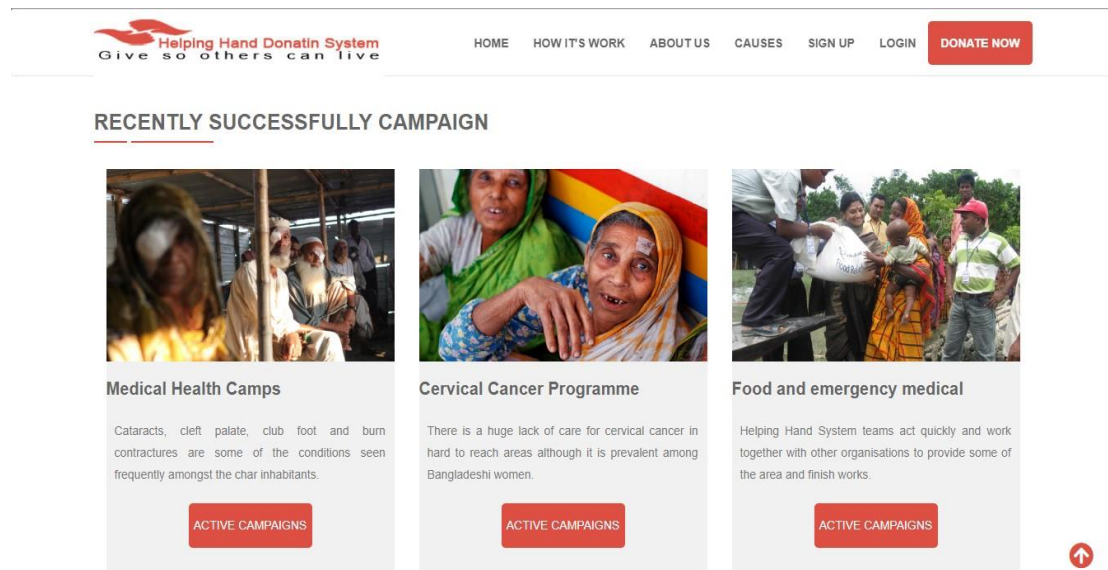 Helping Hand Donatin System
Give so others can live
HOME HOW IT'S WORK ABOUT US CAUSES SIGN UP LOGIN DONATE NOW
RECENTLY SUCCESSFULLY CAMPAIGN
Medical Health Camps
Cataracts, cleft palate, club foot and burn
contractures are some of the conditions seen
frequently amongst the char inhabitants.
ACTIVE CAMPAIGNS
Cervical Cancer Programme
There is a huge lack of care for cervical cancer in
hard to reach areas although it is prevalent among
Bangladeshi women.
ACTIVE CAMPAIGNS
Food
Food and emergency medical
Helping Hand System teams act quickly and work
together with other organisations to provide some of
the area and finish works.
ACTIVE CAMPAIGNS